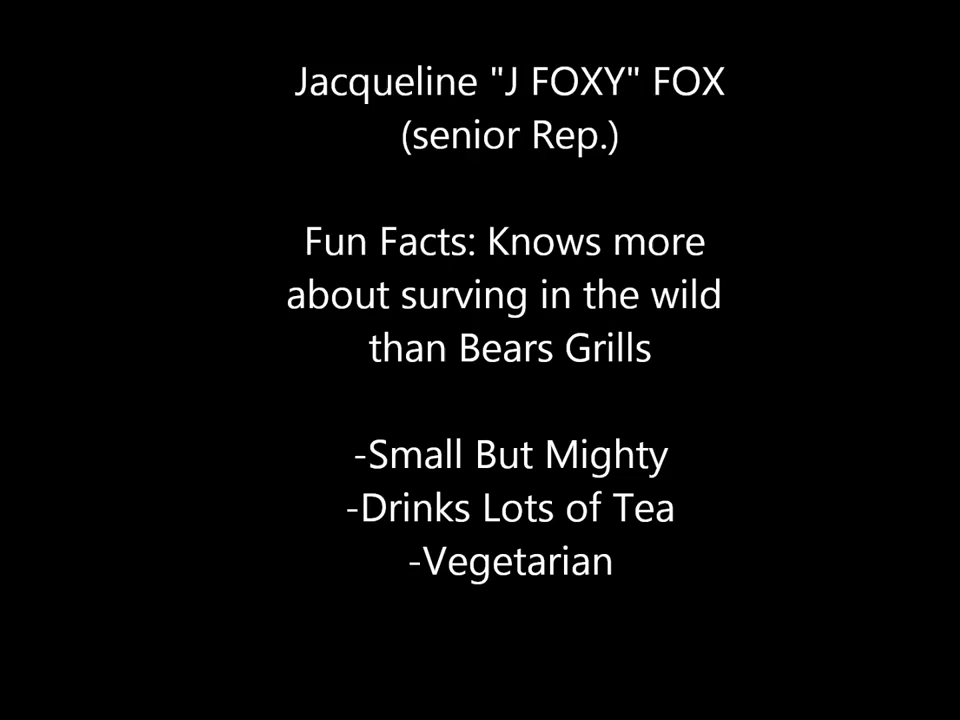 Jacqueline "J FOXY" FOX
(senior Rep.)
Fun Facts: Knows more
about surving in the wild
than Bears Grills
-Small But Mighty
-Drinks Lots of Tea
-Vegetarian